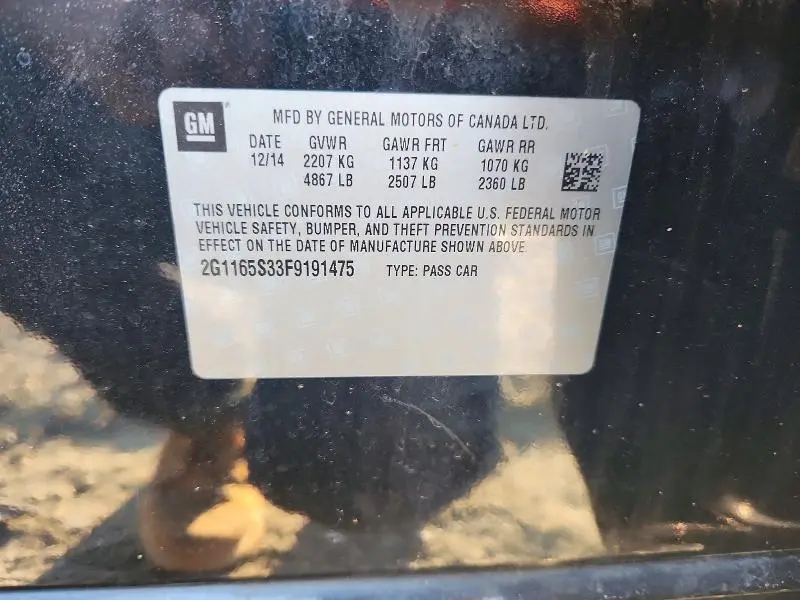 GM
MFD BY GENERAL MOTORS OF CANADA LTD.
DATE GVWR GAWR FRT GAWR RR
12/14 2207 KG 1137 KG 1070 KG
4867 LB 2507 LB 2360 LB
THIS VEHICLE CONFORMS TO ALL APPLICABLE U.S. FEDERAL MOTOR
VEHICLE SAFETY, BUMPER, AND THEFT PREVENTION STANDARDS IN
EFFECT ON THE DATE OF MANUFACTURE SHOWN ABOVE.
2G1165S33F9191475 TYPE: PASS CAR